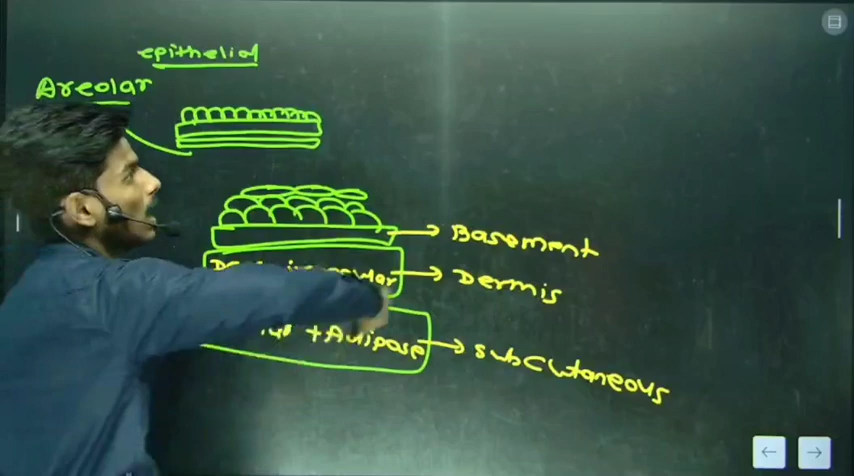 epithelial
Areolar
Basement
Dermis
+ Adipose
subcutaneous